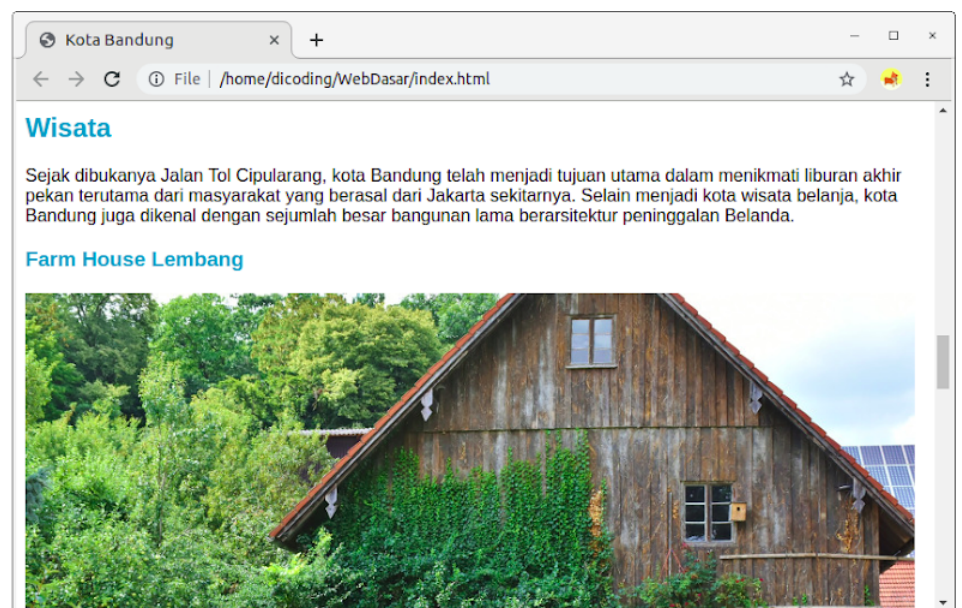 Kota Bandung
File | /home/dicoding/WebDasar/index.html
Wisata
Sejak dibukanya Jalan Tol Cipularang, kota Bandung telah menjadi tujuan utama dalam menikmati liburan akhir
pekan terutama dari masyarakat yang berasal dari Jakarta sekitarnya. Selain menjadi kota wisata belanja, kota
Bandung juga dikenal dengan sejumlah besar bangunan lama berarsitektur peninggalan Belanda.
Farm House Lembang